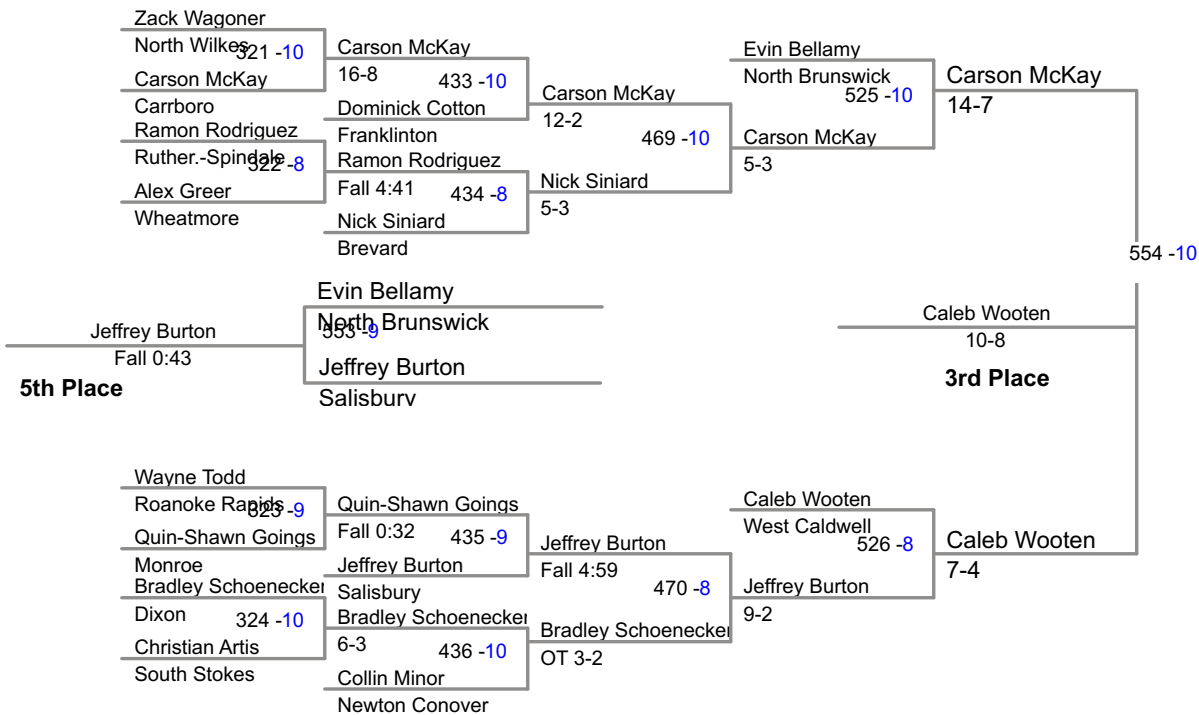 Zack Wagoner
North Wilkes
321 -10
Carson McKay
Carrboro
Ramon Rodriguez
Ruther.-Spindale
322 -8
Alex Greer
Wheatmore
Carson McKay
16-8
433 -10
Dominick Cotton
Franklinton
Ramon Rodriguez
Fall 4:41
434 -8
Nick Siniard
Brevard
Carson McKay
12-2
469 -10
Nick Siniard
5-3
Evin Bellamy
North Brunswick
525 -10
Carson McKay
5-3
Carson McKay
14-7
554 -10
Evin Bellamy
North Brunswick
553 -9
Jeffrey Burton
Salisbury
Jeffrey Burton
Fall 0:43
5th Place
Caleb Wooten
10-8
3rd Place
Wayne Todd
Roanoke Rapids
323 -9
Quin-Shawn Goings
Monroe
Bradley Schoenecker
Dixon
324 -10
Christian Artis
South Stokes
Quin-Shawn Goings
Fall 0:32
435 -9
Jeffrey Burton
Salisbury
Bradley Schoenecker
6-3
436 -10
Collin Minor
Newton Conover
Jeffrey Burton
Fall 4:59
470 -8
Bradley Schoenecker
OT 3-2
Caleb Wooten
West Caldwell
526 -8
Jeffrey Burton
9-2
Caleb Wooten
7-4